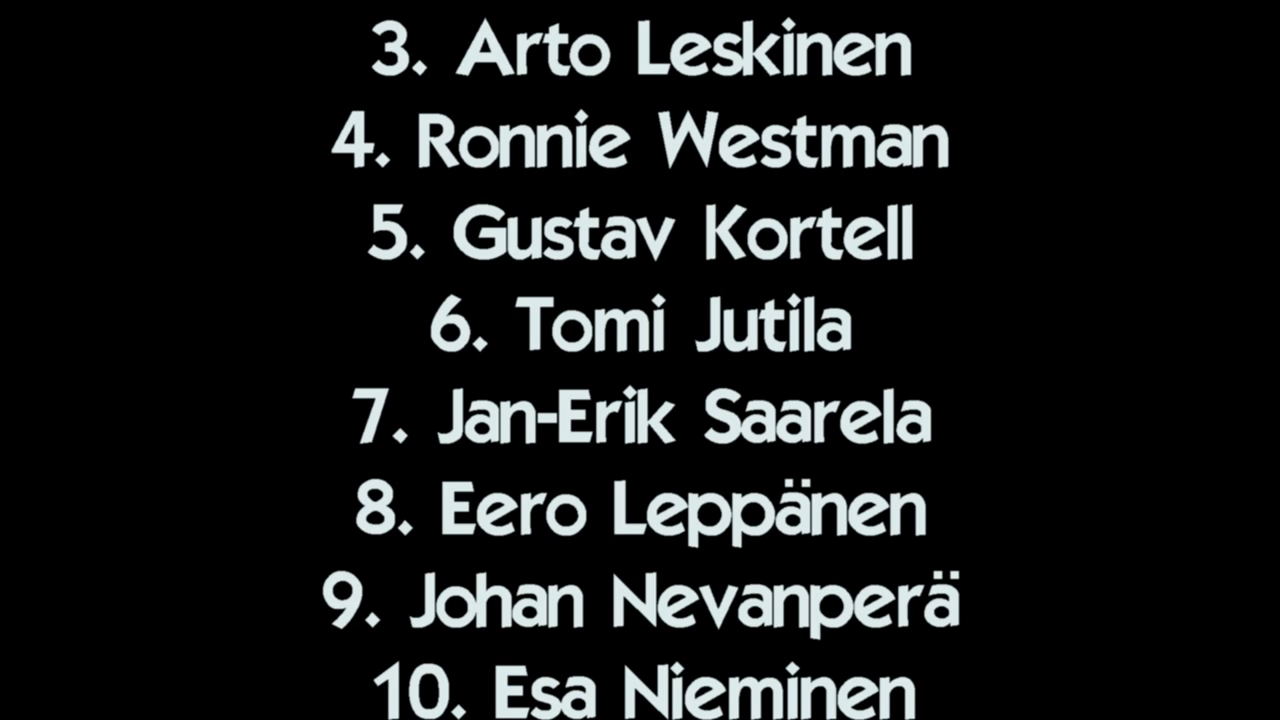 3. Arto Leskinen
4. Ronnie Westman
5. Gustav Kortell
6. Tomi Jutila
7. Jan-Erik Saarela
8. Eero Leppänen
9. Johan Nevanperä
10. Esa Nieminen